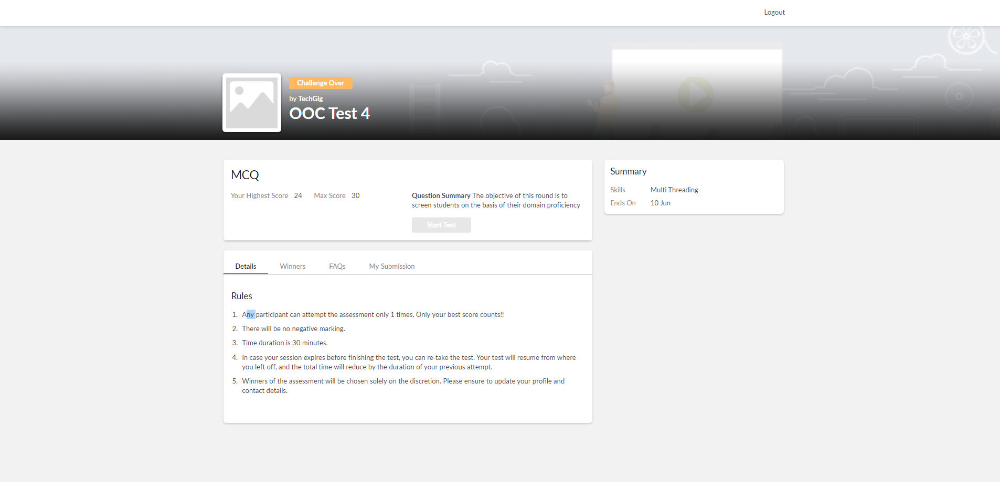 Logout
Challenge Over
by TechGig
OOC Test 4
MCQ
Your Highest Score 24 Max Score 30
Question Summary The objective of this round is to
screen students on the basis of their domain proficiency
Start Test
Summary
Skills Multi Threading
Ends On 10 Jun
Details Winners FAQs My Submission
Rules
1. Any participant can attempt the assessment only 1 times, Only your best score counts!!
2. There will be no negative marking.
3. Time duration is 30 minutes.
4. In case your session expires before finishing the test, you can re-take the test. Your test will resume from where
you left off, and the total time will reduce by the duration of your previous attempt.
5. Winners of the assessment will be chosen solely on the discretion. Please ensure to update your profile and
contact details.